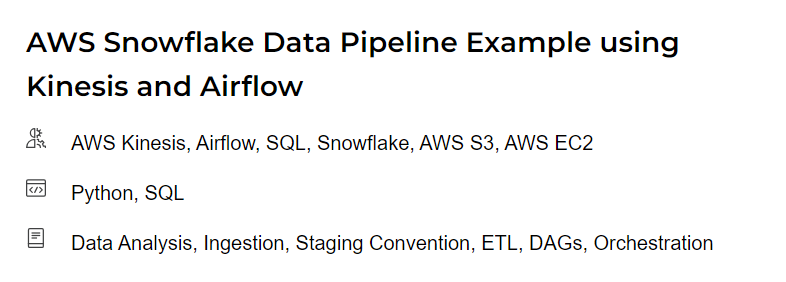 AWS Snowflake Data Pipeline Example using
Kinesis and Airflow
AWS Kinesis, Airflow, SQL, Snowflake, AWS S3, AWS EC2
Python, SQL
Data Analysis, Ingestion, Staging Convention, ETL, DAGs, Orchestration